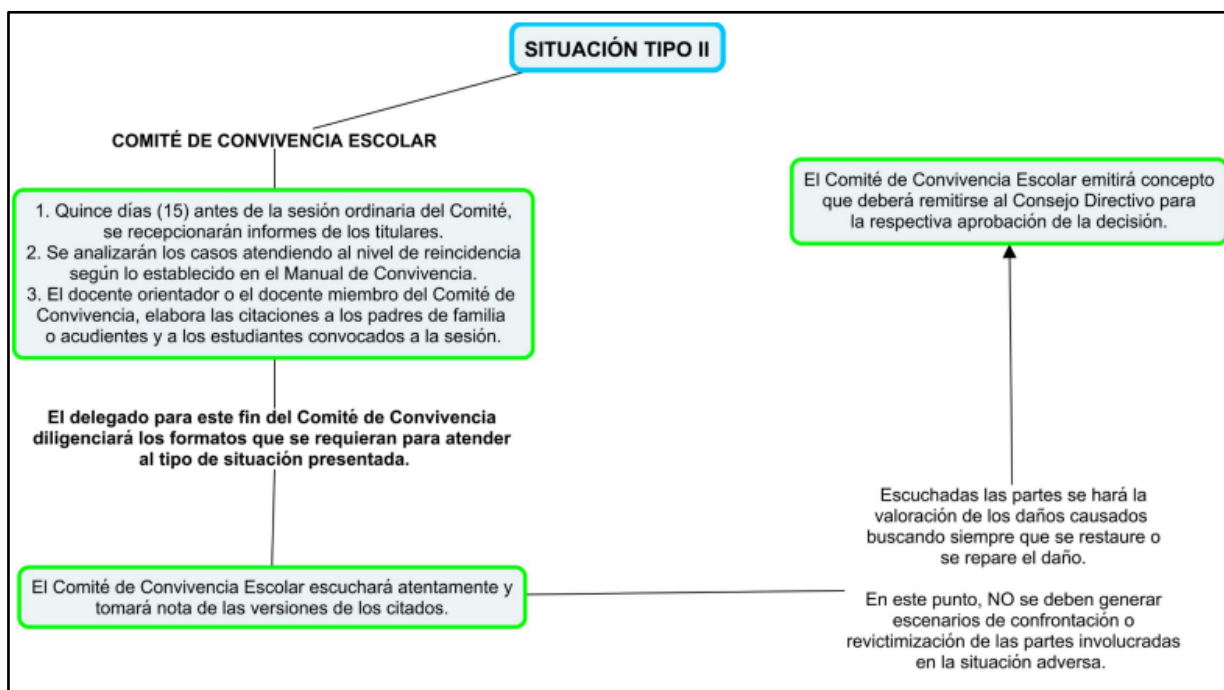 SITUACIÓN TIPO II
COMITÉ DE CONVIVENCIA ESCOLAR
1. Quince días (15) antes de la sesión ordinaria del Comité,
se recepcionarán informes de los titulares.
2. Se analizarán los casos atendiendo al nivel de reincidencia
según lo establecido en el Manual de Convivencia.
3. El docente orientador o el docente miembro del Comité de
Convivencia, elabora las citaciones a los padres de familia
o acudientes y a los estudiantes convocados a la sesión.
El delegado para este fin del Comité de Convivencia
diligenciará los formatos que se requieran para atender
al tipo de situación presentada.
El Comité de Convivencia Escolar escuchará atentamente y
tomará nota de las versiones de los citados.
Escuchadas las partes se hará la
valoración de los daños causados
buscando siempre que se restaure o
se repare el daño.
En este punto, NO se deben generar
escenarios de confrontación o
revictimización de las partes involucradas
en la situación adversa.
El Comité de Convivencia Escolar emitirá concepto
que deberá remitirse al Consejo Directivo para
la respectiva aprobación de la decisión.